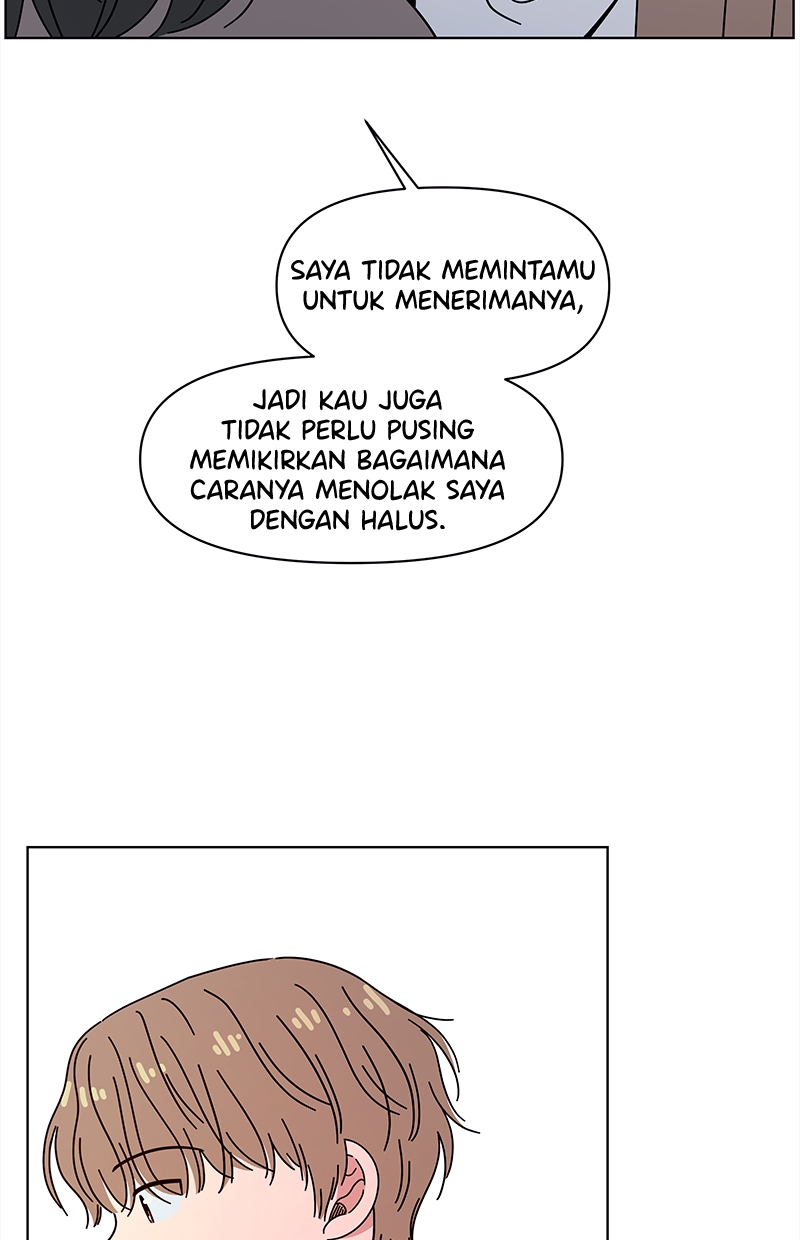 SAYA TIDAK MEMINTAMU
UNTUK MENERIMANYA,
JADI KAU JUGA
TIDAK PERLU PUSING
MEMIKIRKAN BAGAIMANA
CARANYA MENOLAK SAYA
DENGAN HALUS.